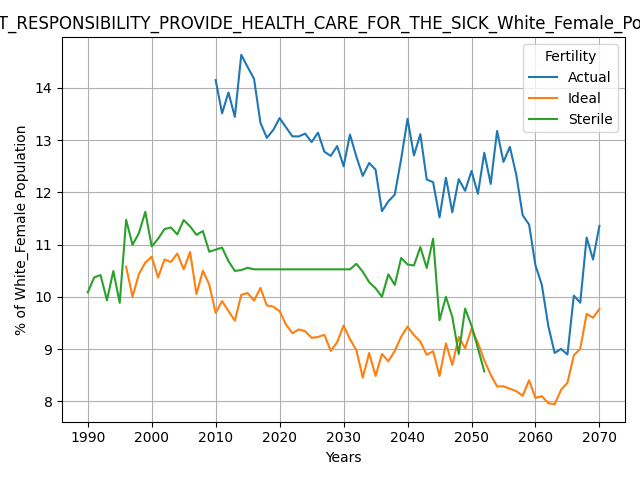 T_RESPONSIBILITY_PROVIDE_HEALTH_CARE_FOR_THE_SICK_White_Female_Po
Fertility
Actual
Ideal
Sterile
% of White_Female Population
14
13
12
11
10
9
8
1990 2000 2010 2020 2030 2040 2050 2060 2070
Years